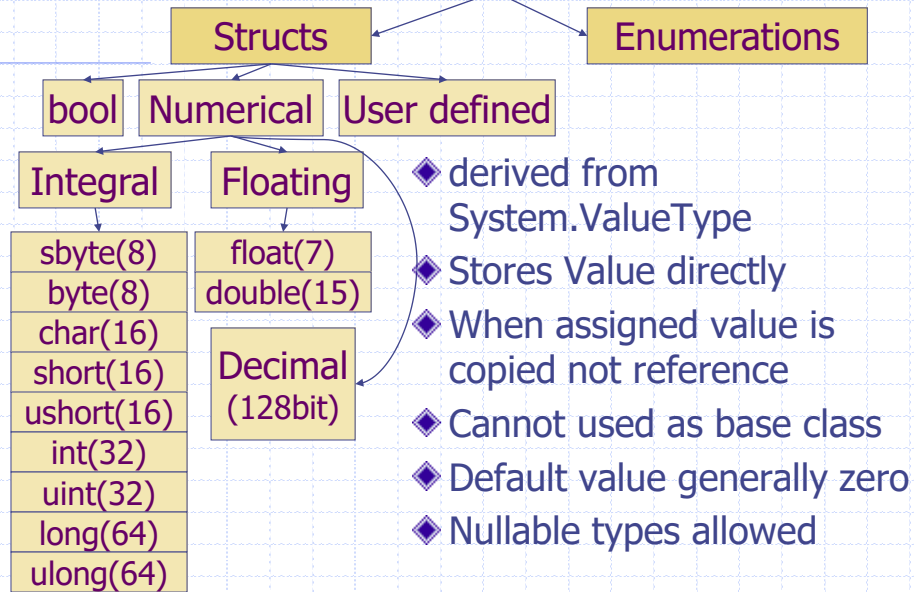 Structs
Enumerations
bool
Numerical
User defined
Integral
Floating
sbyte(8)
byte(8)
char(16)
short(16)
ushort(16)
int(32)
uint(32)
long(64)
ulong(64)
float(7)
double(15)
Decimal
(128bit)
derived from
System.ValueType
Stores Value directly
When assigned value is
copied not reference
Cannot used as base class
Default value generally zero
Nullable types allowed